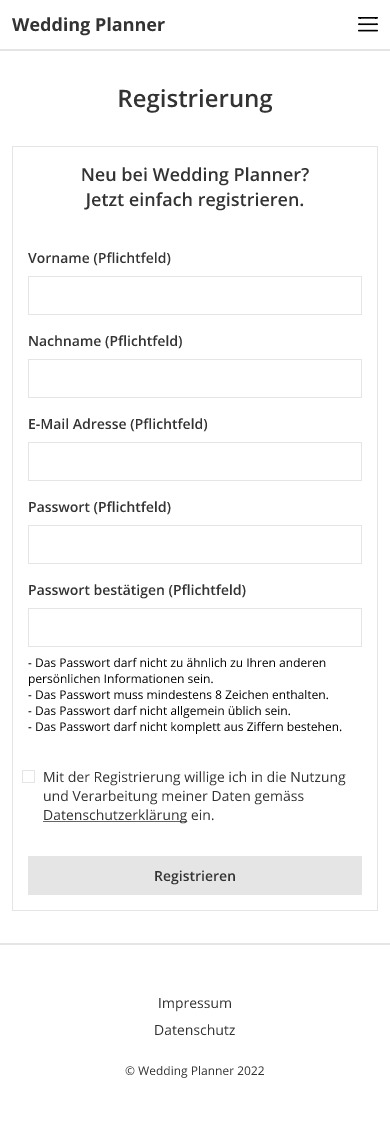 Wedding Planner
Registrierung
Neu bei Wedding Planner?
Jetzt einfach registrieren.
Vorname (Pflichtfeld)
Nachname (Pflichtfeld)
E-Mail Adresse (Pflichtfeld)
Passwort (Pflichtfeld)
Passwort bestätigen (Pflichtfeld)
- Das Passwort darf nicht zu ähnlich zu Ihren anderen
persönlichen Informationen sein.
- Das Passwort muss mindestens 8 Zeichen enthalten.
- Das Passwort darf nicht allgemein üblich sein.
- Das Passwort darf nicht komplett aus Ziffern bestehen.
Mit der Registrierung willige ich in die Nutzung
und Verarbeitung meiner Daten gemäss
Datenschutzerklärung ein.
Registrieren
Impressum
Datenschutz
© Wedding Planner 2022